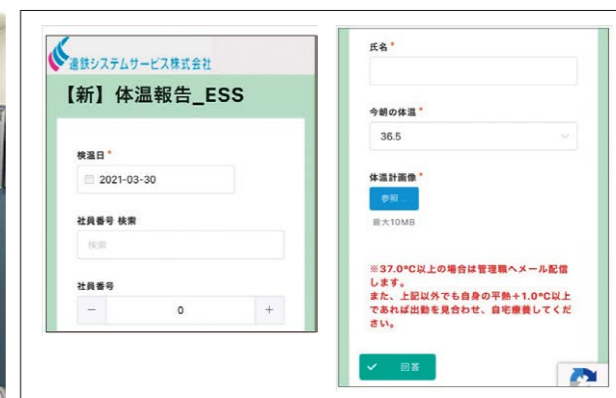 遠鉄システムサービス株式会社
【新】体温報告_ESS
検温日 *
2021-03-30
社員番号 検索
検索
社員番号
− 0 +
氏名 *
今朝の体温 *
36.5
体温計画像 *
参照 ...
最大10MB
※37.0°C以上の場合は管理職へメール配信
します。
また、上記以外でも自身の平熱+1.0°C以上
であれば出勤を見合わせ、自宅療養してくだ
さい。
✓ 回答